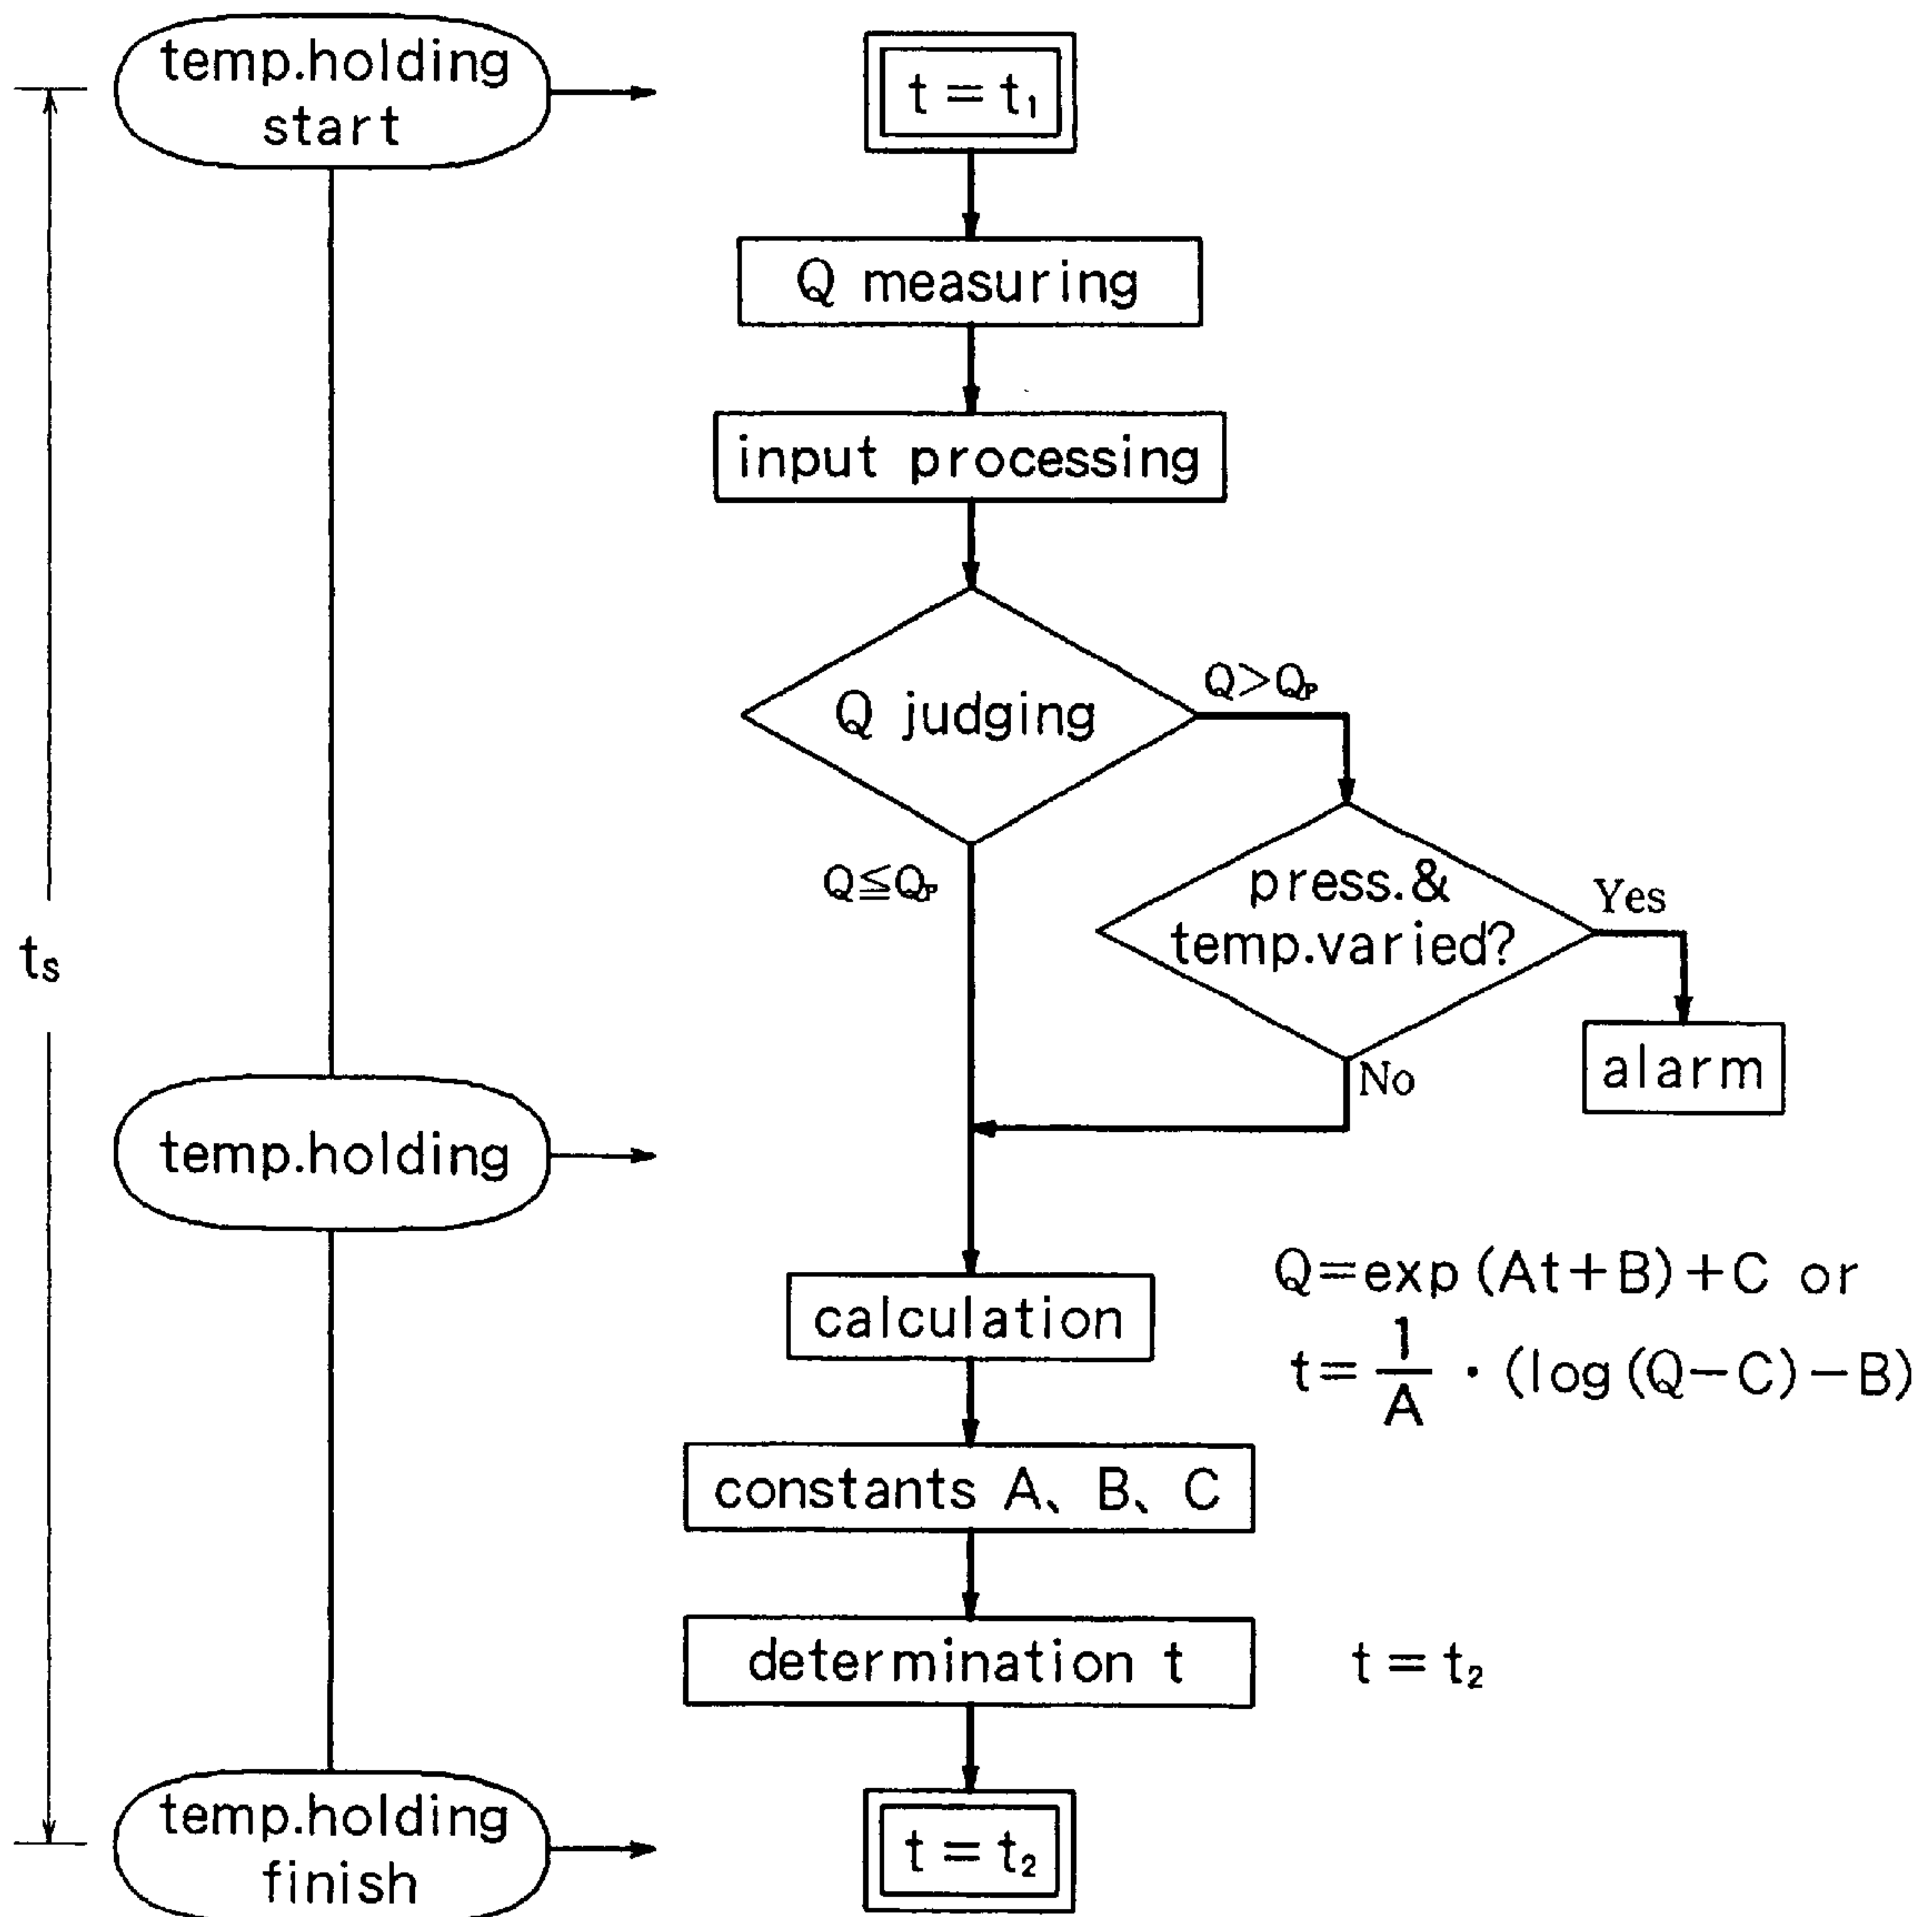 temp.holding
start
t=t₁
Q measuring
input processing
Q judging
Q>Qₚ
Q≦Qₚ
press.&
temp.varied?
Yes
No
alarm
tₛ
temp.holding
Q=exp(At+B)+C or
t=1/A・(log(Q-C)-B)
calculation
constants A、B、C
determination t
t=t₂
temp.holding
finish
t=t₂